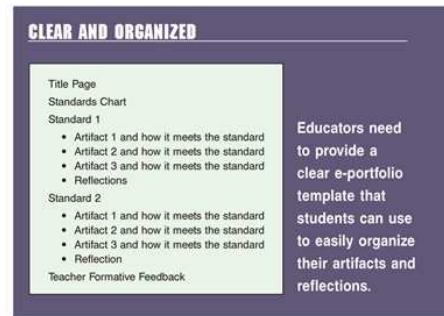 CLEAR AND ORGANIZED
Title Page
Standards Chart
Standard 1
• Artifact 1 and how it meets the standard
• Artifact 2 and how it meets the standard
• Artifact 3 and how it meets the standard
• Reflections
Standard 2
• Artifact 1 and how it meets the standard
• Artifact 2 and how it meets the standard
• Artifact 3 and how it meets the standard
• Reflection
Teacher Formative Feedback
Educators need
to provide a
clear e-portfolio
template that
students can use
to easily organize
their artifacts and
reflections.